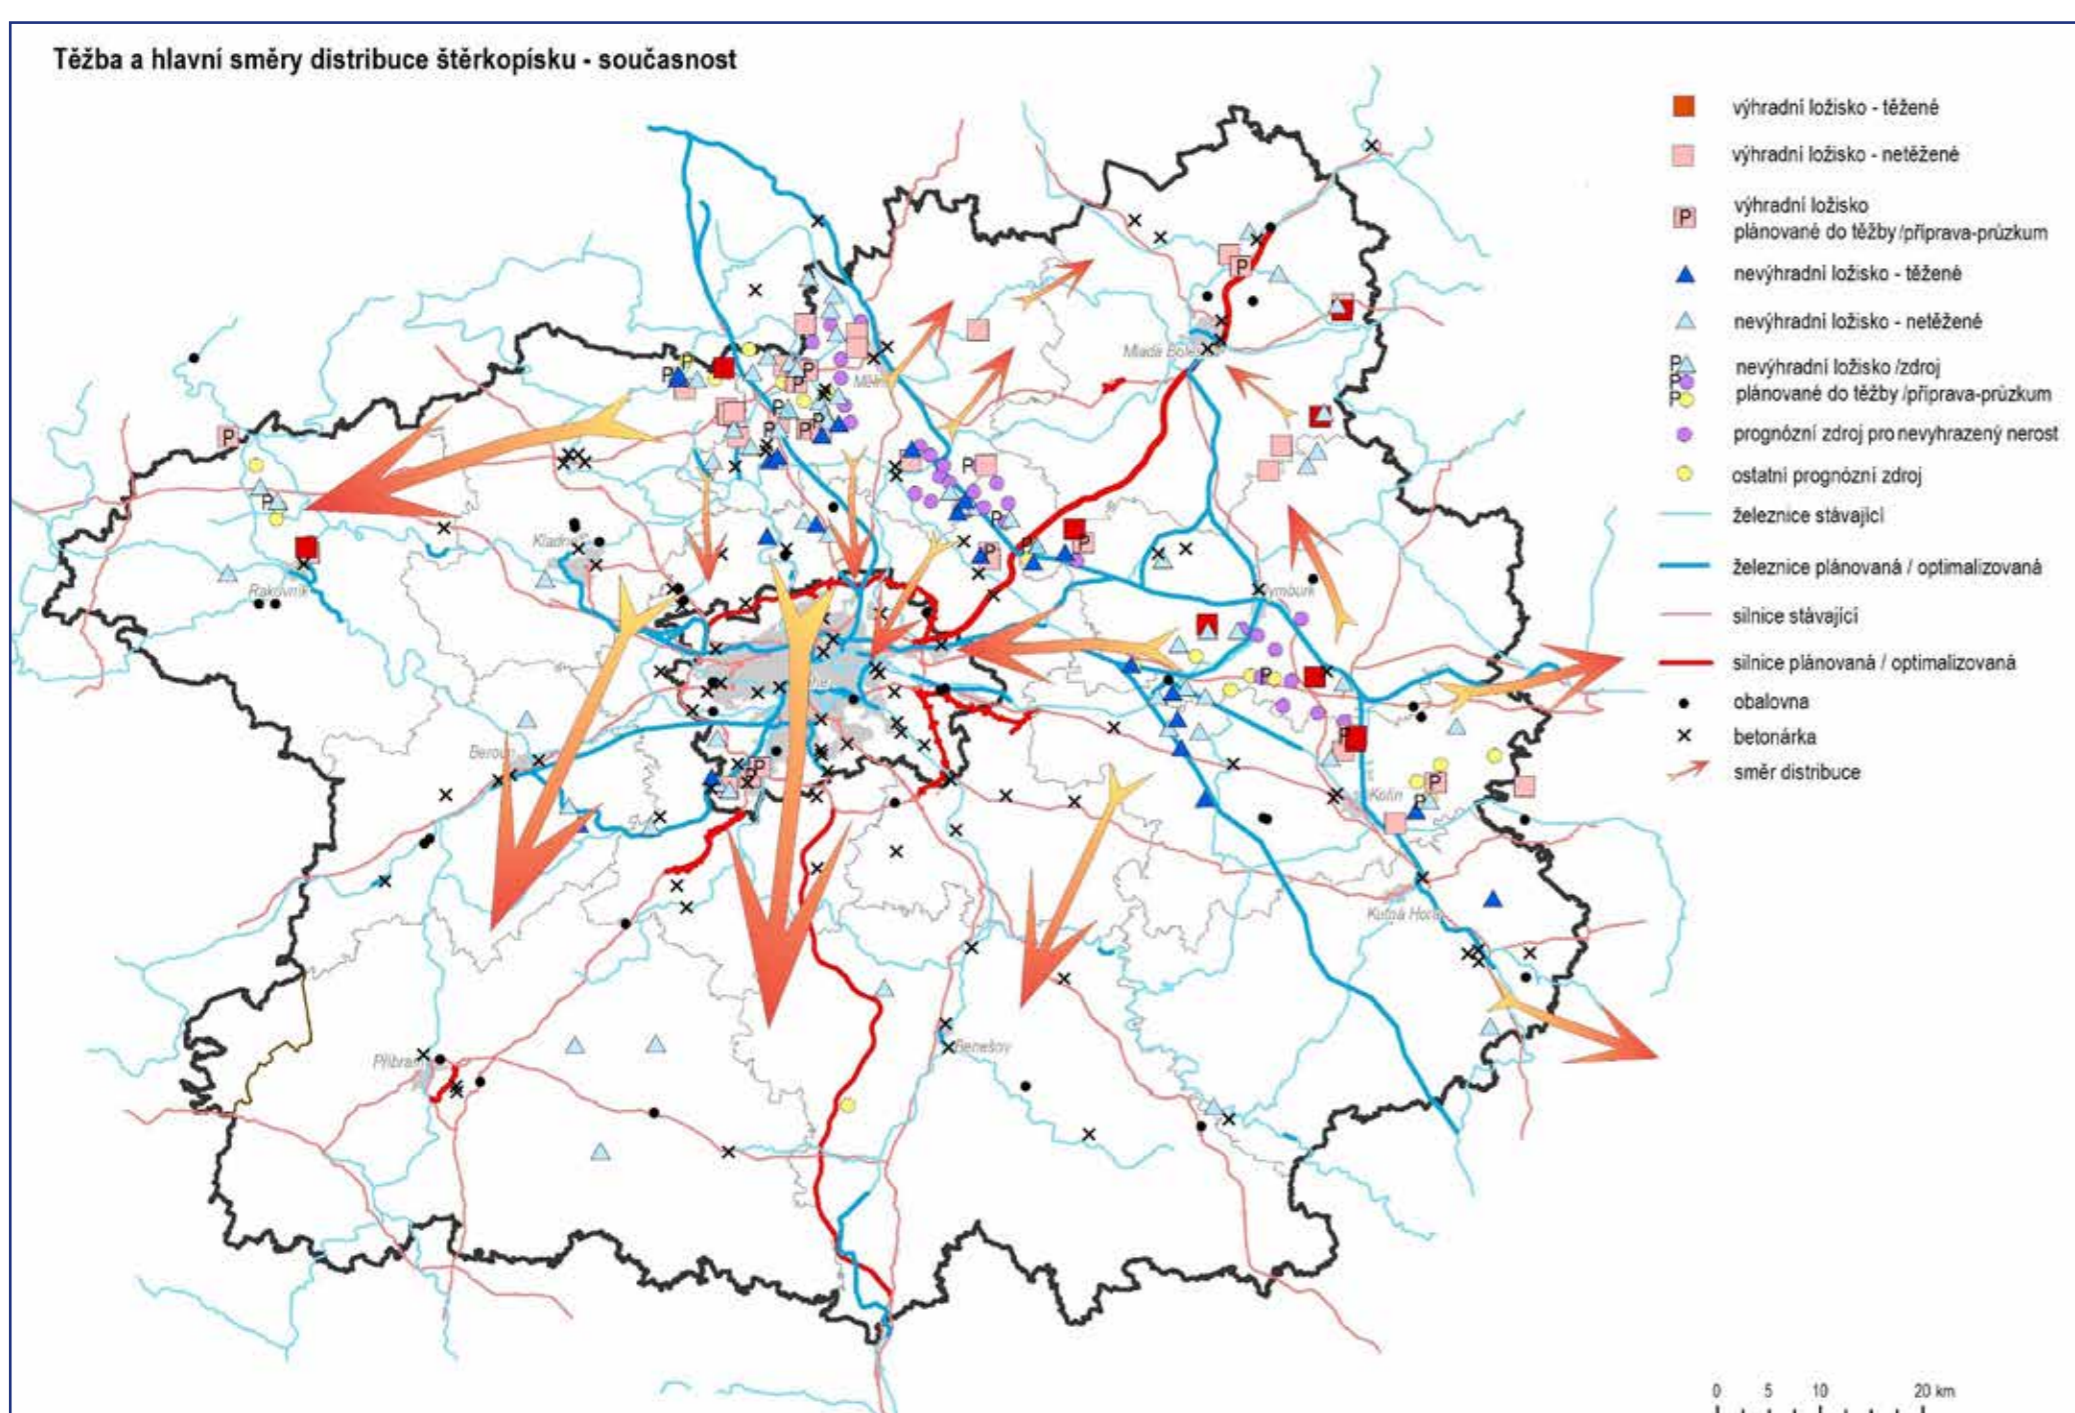 Těžba a hlavní směry distribuce štěrkopísku - současnost
výhradní ložisko - těžené
výhradní ložisko - netěžené
P
výhradní ložisko
plánované do těžby/příprava-průzkum
nevýhradní ložisko - těžené
nevýhradní ložisko - netěžené
P
P
P
nevýhradní ložisko /zdroj
plánované do těžby /příprava-průzkum
prognózní zdroj pro nevyhrazený nerost
ostatní prognózní zdroj
železnice stávající
železnice plánovaná / optimalizovaná
silnice stávající
silnice plánovaná / optimalizovaná
obalovna
betonárka
směr distribuce
Mladá
Rakovník
Beroun
Kolín
Kutná Hora
Příbram
Benešov
0 5 10 20 km